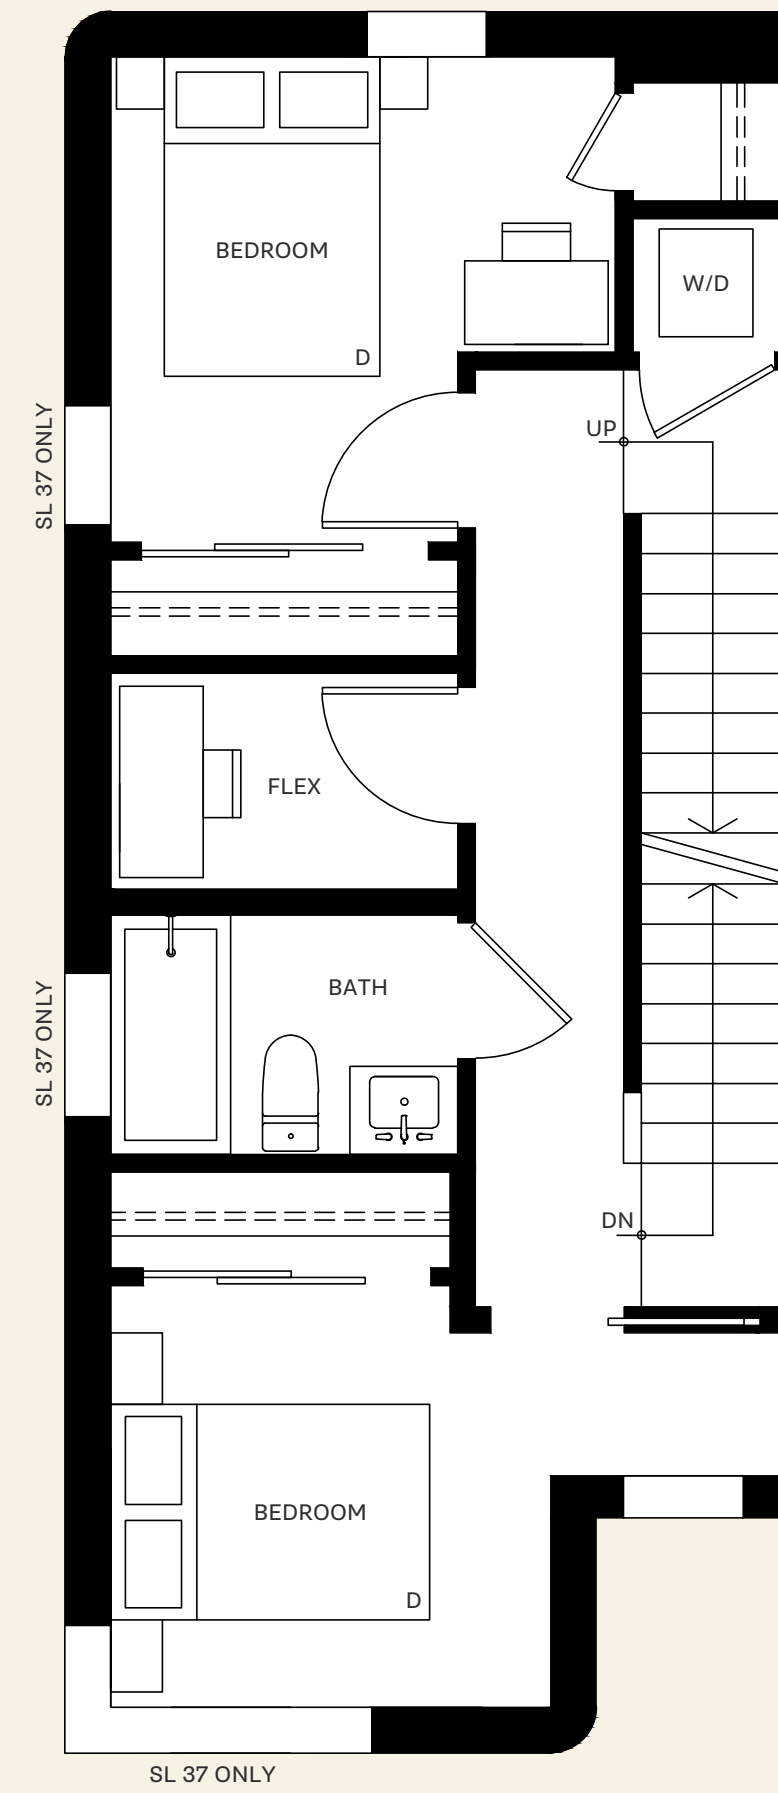 BEDROOM
W/D
D
SL 37 ONLY
UP
FLEX
BATH
SL 37 ONLY
DN
BEDROOM
D
SL 37 ONLY